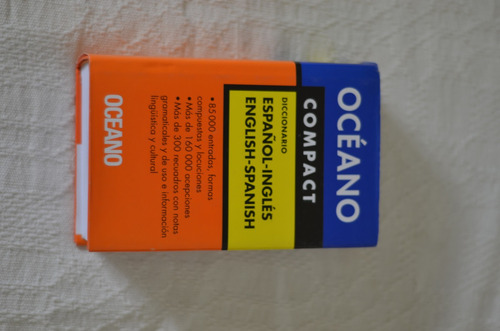 OCÉANO
COMPACT
DICCIONARIO
ESPAÑOL-INGLÉS
ENGLISH-SPANISH
• 85 000 entradas, formas
compuestas y locuciones
• Más de 160 000 acepciones
• Más de 300 recuadros con notas
gramaticales y de uso e información
lingüística y cultural
OCEANO